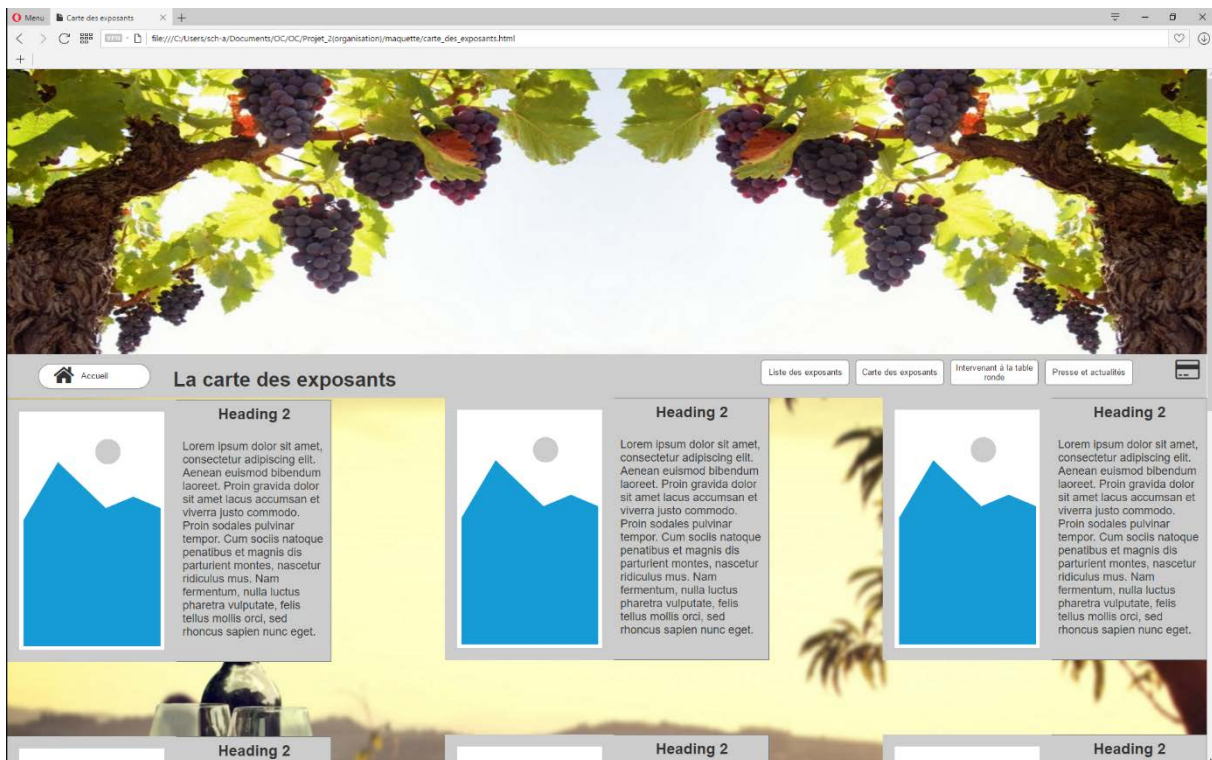 Menu
Carte des exposants
VPN
file:///C:/Users/sch-a/Documents/OC/OC/Projet_2(organisation)/maquette/carte_des_exposants.html
Accueil
La carte des exposants
Liste des exposants
Carte des exposants
Intervenant à la table
ronde
Presse et actualités
Heading 2
Lorem ipsum dolor sit amet,
consectetur adipiscing elit.
Aenean euismod bibendum
laoreet. Proin gravida dolor
sit amet lacus accumsan et
viverra justo commodo.
Proin sodales pulvinar
tempor. Cum sociis natoque
penatibus et magnis dis
parturient montes, nascetur
ridiculus mus. Nam
fermentum, nulla luctus
pharetra vulputate, felis
tellus mollis orci, sed
rhoncus sapien nunc eget.
Heading 2
Lorem ipsum dolor sit amet,
consectetur adipiscing elit.
Aenean euismod bibendum
laoreet. Proin gravida dolor
sit amet lacus accumsan et
viverra justo commodo.
Proin sodales pulvinar
tempor. Cum sociis natoque
penatibus et magnis dis
parturient montes, nascetur
ridiculus mus. Nam
fermentum, nulla luctus
pharetra vulputate, felis
tellus mollis orci, sed
rhoncus sapien nunc eget.
Heading 2
Lorem ipsum dolor sit amet,
consectetur adipiscing elit.
Aenean euismod bibendum
laoreet. Proin gravida dolor
sit amet lacus accumsan et
viverra justo commodo.
Proin sodales pulvinar
tempor. Cum sociis natoque
penatibus et magnis dis
parturient montes, nascetur
ridiculus mus. Nam
fermentum, nulla luctus
pharetra vulputate, felis
tellus mollis orci, sed
rhoncus sapien nunc eget.
Heading 2
Heading 2
Heading 2